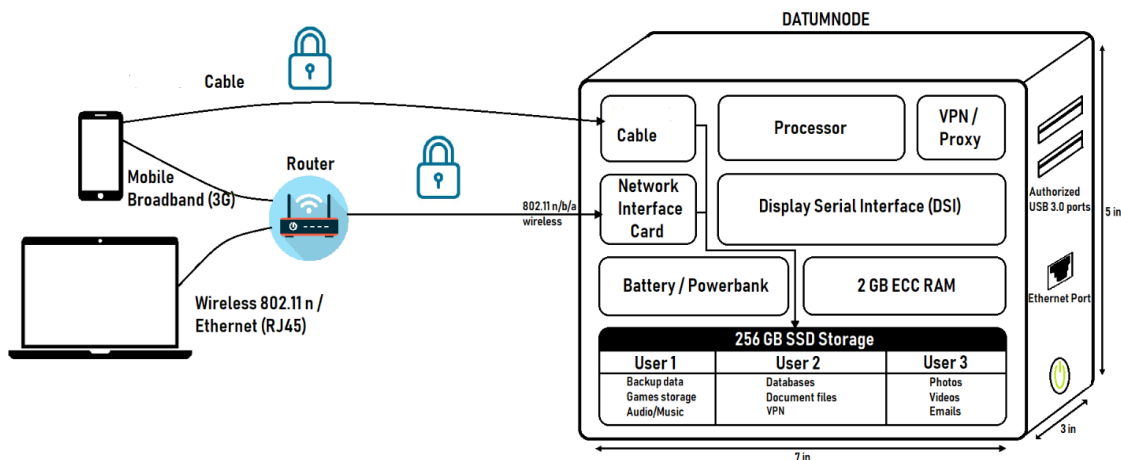 DATUMNODE
Cable
Mobile
Broadband (3G)
Router
Wireless 802.11 n /
Ethernet (RJ45)
802.11 n/b/a
wireless
Cable
Processor
VPN /
Proxy
Network
Interface
Card
Display Serial Interface (DSI)
Battery / Powerbank
2 GB ECC RAM
256 GB SSD Storage
User 1
User 2
User 3
Backup data
Games storage
Audio/Music
Databases
Document files
VPN
Photos
Videos
Emails
Authorized
USB 3.0 ports
Ethernet Port
5 in
3 in
7 in